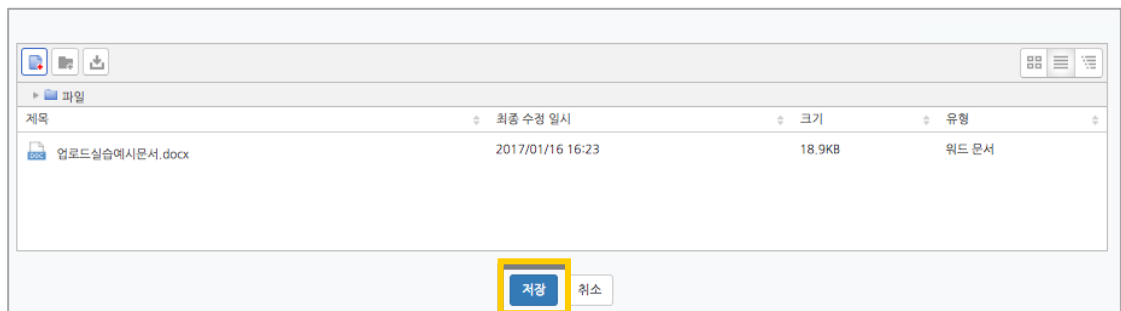 파일
제목 최종 수정 일시 크기 유형
업로드실습예시문서.docx 2017/01/16 16:23 18.9KB 워드 문서
저장 취소